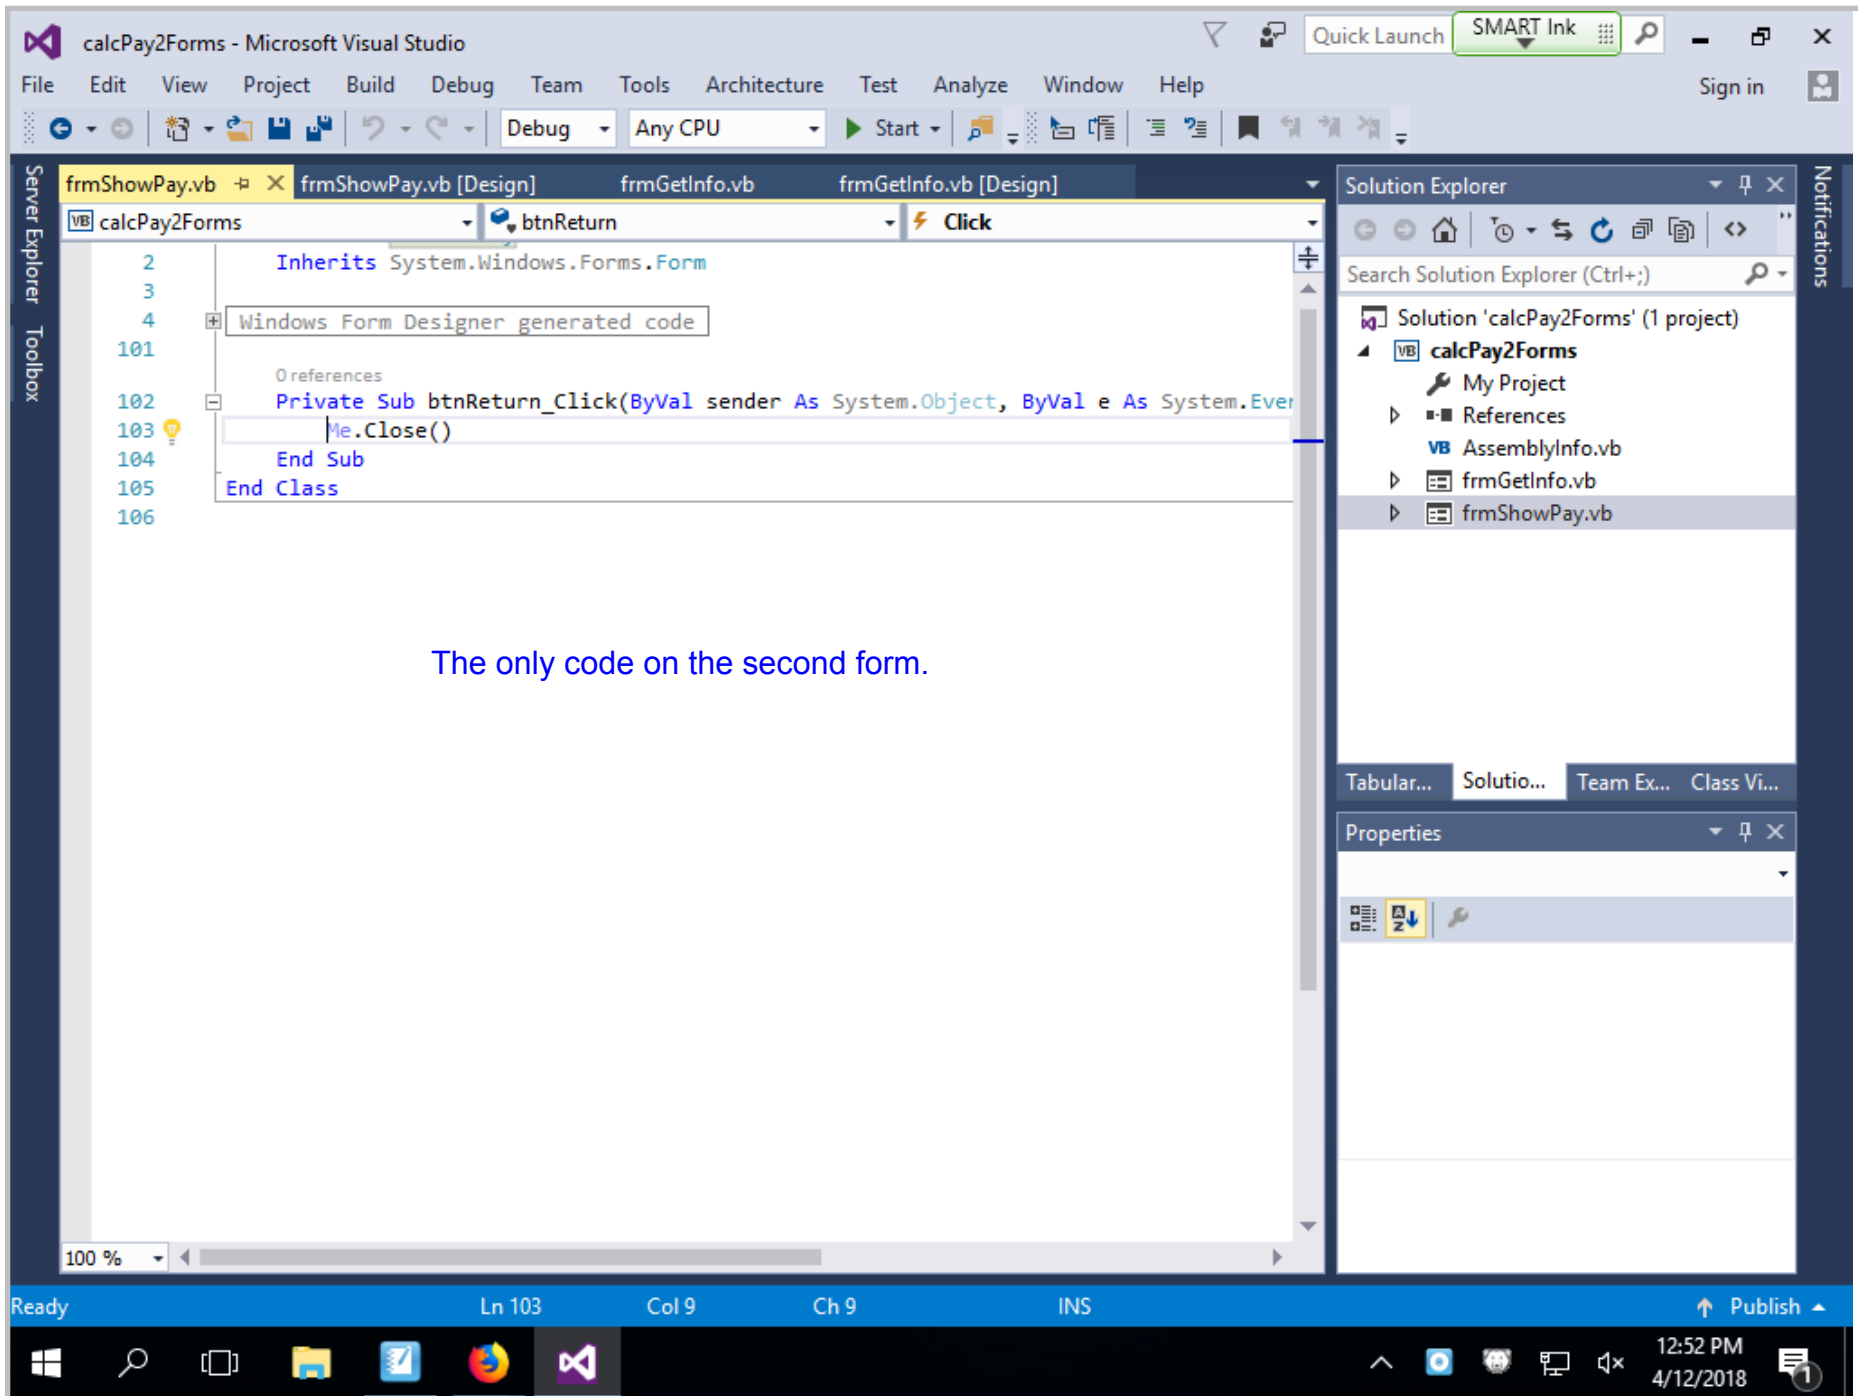 calcPay2Forms - Microsoft Visual Studio
Quick Launch
SMART Ink
File Edit View Project Build Debug Team Tools Architecture Test Analyze Window Help
Sign in
Debug
Any CPU
Start
Server Explorer
Toolbox
frmShowPay.vb
frmShowPay.vb [Design]
frmGetInfo.vb
frmGetInfo.vb [Design]
VB calcPay2Forms
btnReturn
Click
2 Inherits System.Windows.Forms.Form
3
4 Windows Form Designer generated code
101
0 references
102 Private Sub btnReturn_Click(ByVal sender As System.Object, ByVal e As System.Ever
103 Me.Close()
104 End Sub
105 End Class
106
The only code on the second form.
100 %
Solution Explorer
Search Solution Explorer (Ctrl+;)
Solution 'calcPay2Forms' (1 project)
VB calcPay2Forms
My Project
References
VB AssemblyInfo.vb
frmGetInfo.vb
frmShowPay.vb
Tabular... Solutio... Team Ex... Class Vi...
Properties
Notifications
Ready
Ln 103
Col 9
Ch 9
INS
Publish
12:52 PM
4/12/2018
1